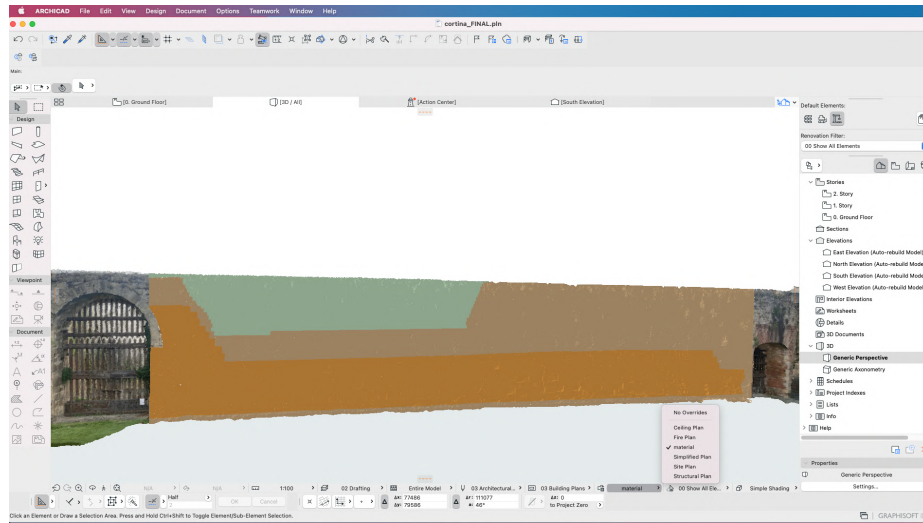 ARCHICAD File Edit View Design Document Options Teamwork Window Help
cortina_FINAL.pln
Main:
[0. Ground Floor] [3D / All] [Action Center] [South Elevation]
Default Elements:
Design
Renovation Filter:
00 Show All Elements
Stories
2. Story
1. Story
0. Ground Floor
Sections
Elevations
East Elevation (Auto-rebuild Model)
North Elevation (Auto-rebuild Mode
South Elevation (Auto-rebuild Mode
West Elevation (Auto-rebuild Model
Interior Elevations
Worksheets
Details
3D Documents
3D
Generic Perspective
Generic Axonometry
Schedules
Project Indexes
Lists
Info
Help
Viewpoint
Document
A
A1
No Overrides
Ceiling Plan
Fire Plan
material
Simplified Plan
Site Plan
Structural Plan
Properties
Generic Perspective
Settings...
N/A N/A 1:100 02 Drafting Entire Model 03 Architectural... 03 Building Plans material 00 Show All Ele... Simple Shading
Half
OK Cancel
Δx: 77486
Δy: 79586
Δr: 111077
α: 46°
Δz: 0
to Project Zero
Click an Element or Draw a Selection Area. Press and Hold Ctrl+Shift to Toggle Element/Sub-Element Selection.
GRAPHISOFT